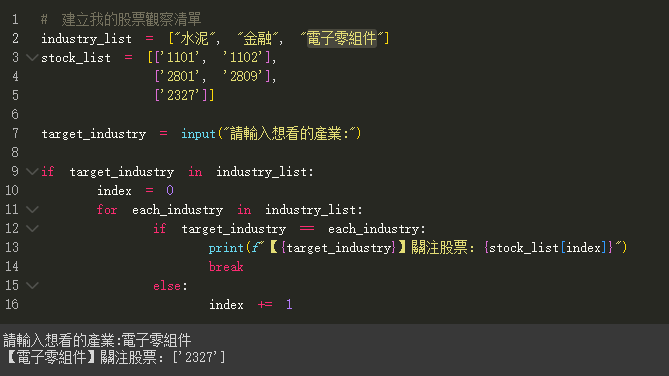 1 # 建立我的股票觀察清單
2 industry_list = ["水泥", "金融", "電子零組件"]
3 stock_list = [['1101', '1102'],
4 ['2801', '2809'],
5 ['2327']]
6
7 target_industry = input("請輸入想看的產業:")
8
9 if target_industry in industry_list:
10 index = 0
11 for each_industry in industry_list:
12 if target_industry == each_industry:
13 print(f"【{target_industry}】關注股票: {stock_list[index]}")
14 break
15 else:
16 index += 1
請輸入想看的產業:電子零組件
【電子零組件】關注股票: ['2327']